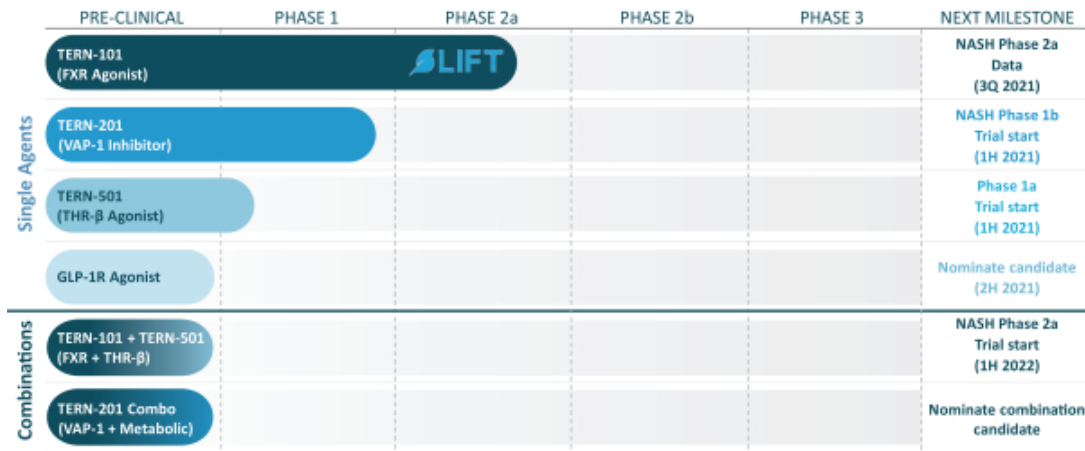 PRE-CLINICAL PHASE 1 PHASE 2a PHASE 2b PHASE 3 NEXT MILESTONE
Single Agents
TERN-101
(FXR Agonist)
LIFT
NASH Phase 2a
Data
(3Q 2021)
TERN-201
(VAP-1 Inhibitor)
NASH Phase 1b
Trial start
(1H 2021)
TERN-501
(THR-β Agonist)
Phase 1a
Trial start
(1H 2021)
GLP-1R Agonist
Nominate candidate
(2H 2021)
Combinations
TERN-101 + TERN-501
(FXR + THR-β)
NASH Phase 2a
Trial start
(1H 2022)
TERN-201 Combo
(VAP-1 + Metabolic)
Nominate combination
candidate